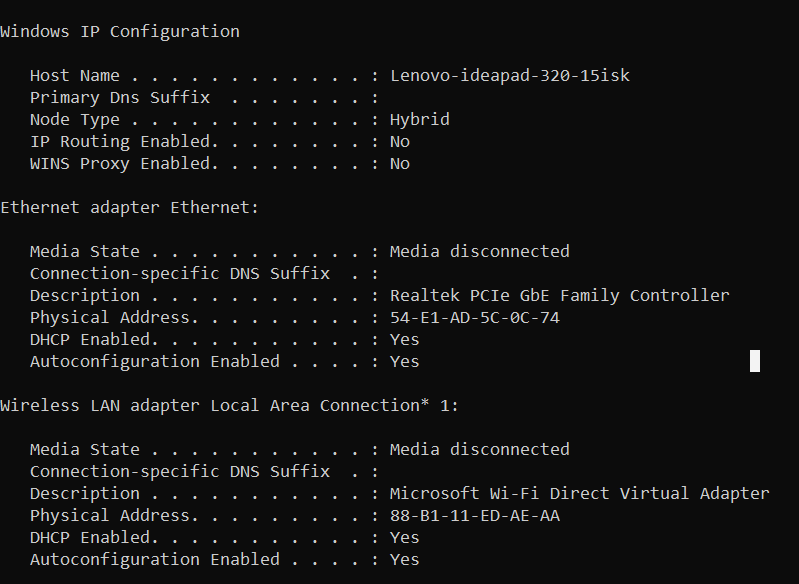 Windows IP Configuration
Host Name . . . . . . . . . . . . : Lenovo-ideapad-320-15isk
Primary Dns Suffix  . . . . . . . :
Node Type . . . . . . . . . . . . : Hybrid
IP Routing Enabled. . . . . . . . : No
WINS Proxy Enabled. . . . . . . . : No
Ethernet adapter Ethernet:
Media State . . . . . . . . . . . : Media disconnected
Connection-specific DNS Suffix  . :
Description . . . . . . . . . . . : Realtek PCIe GbE Family Controller
Physical Address. . . . . . . . . : 54-E1-AD-5C-0C-74
DHCP Enabled. . . . . . . . . . . : Yes
Autoconfiguration Enabled . . . . : Yes
Wireless LAN adapter Local Area Connection* 1:
Media State . . . . . . . . . . . : Media disconnected
Connection-specific DNS Suffix  . :
Description . . . . . . . . . . . : Microsoft Wi-Fi Direct Virtual Adapter
Physical Address. . . . . . . . . : 88-B1-11-ED-AE-AA
DHCP Enabled. . . . . . . . . . . : Yes
Autoconfiguration Enabled . . . . : Yes